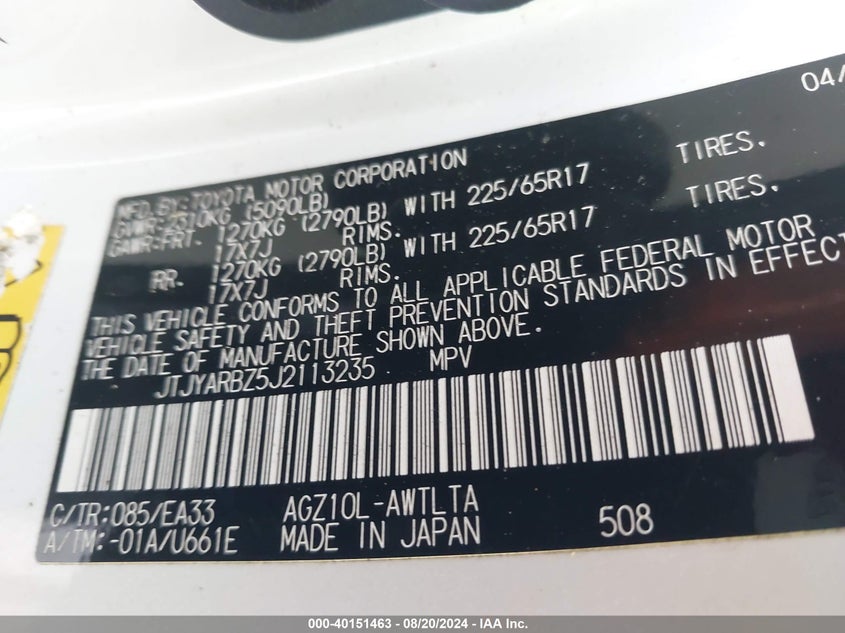 04/
MFD.BY:TOYOTA MOTOR CORPORATION
GVWR:2310KG (5090LB)
GAWR:FRT. 1270KG (2790LB) WITH 225/65R17 TIRES.
17X7J RIMS.
RR. 1270KG (2790LB) WITH 225/65R17 TIRES.
17X7J RIMS.
THIS VEHICLE CONFORMS TO ALL APPLICABLE FEDERAL MOTOR
VEHICLE SAFETY AND THEFT PREVENTION STANDARDS IN EFFECT
THE DATE OF MANUFACTURE SHOWN ABOVE.
JTJYARBZ5J2113235 MPV
C/TR:085/EA33 AGZ10L-AWTLTA
A/TM:-01A/U661E MADE IN JAPAN 508
000-40151463 - 08/20/2024 - IAA Inc.